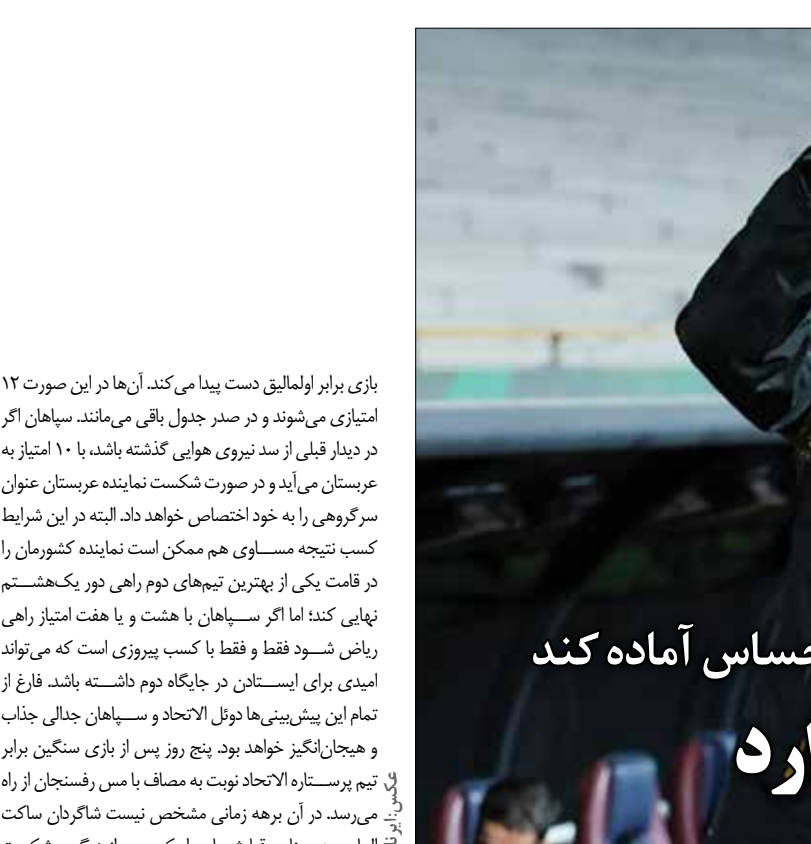 حساس آماده کند
بازی برابر اولمالیق دست پیدا می‌کند. آن‌ها در این صورت ۱۲
امتیازی می‌شوند و در صدر جدول باقی می‌مانند. سپاهان اگر
در دیدار قبلی از سد نیروی هوایی گذشته باشد، با ۱۰ امتیاز به
عربستان می‌آید و در صورت شکست نماینده عربستان عنوان
سرگروهی را به خود اختصاص خواهد داد. البته در این شرایط
کسب نتیجه مساوی هم ممکن است نماینده کشورمان را
در قامت یکی از بهترین تیم‌های دوم راهی دور یک‌هشتم
نهایی کند؛ اما اگر سپاهان با هشت و یا هفت امتیاز راهی
ریاض شود فقط و فقط با کسب پیروزی است که می‌تواند
امیدی برای ایستادن در جایگاه دوم داشته باشد. فارغ از
تمام این پیش‌بینی‌ها دوئل الاتحاد و سپاهان جدالی جذاب
و هیجان‌انگیز خواهد بود. پنج روز پس از بازی سنگین برابر
تیم پرستاره الاتحاد نوبت به مصاف با مس رفسنجان از راه
می‌رسد. در آن برهه زمانی مشخص نیست شاگردان ساکت
عکس: ایرنا